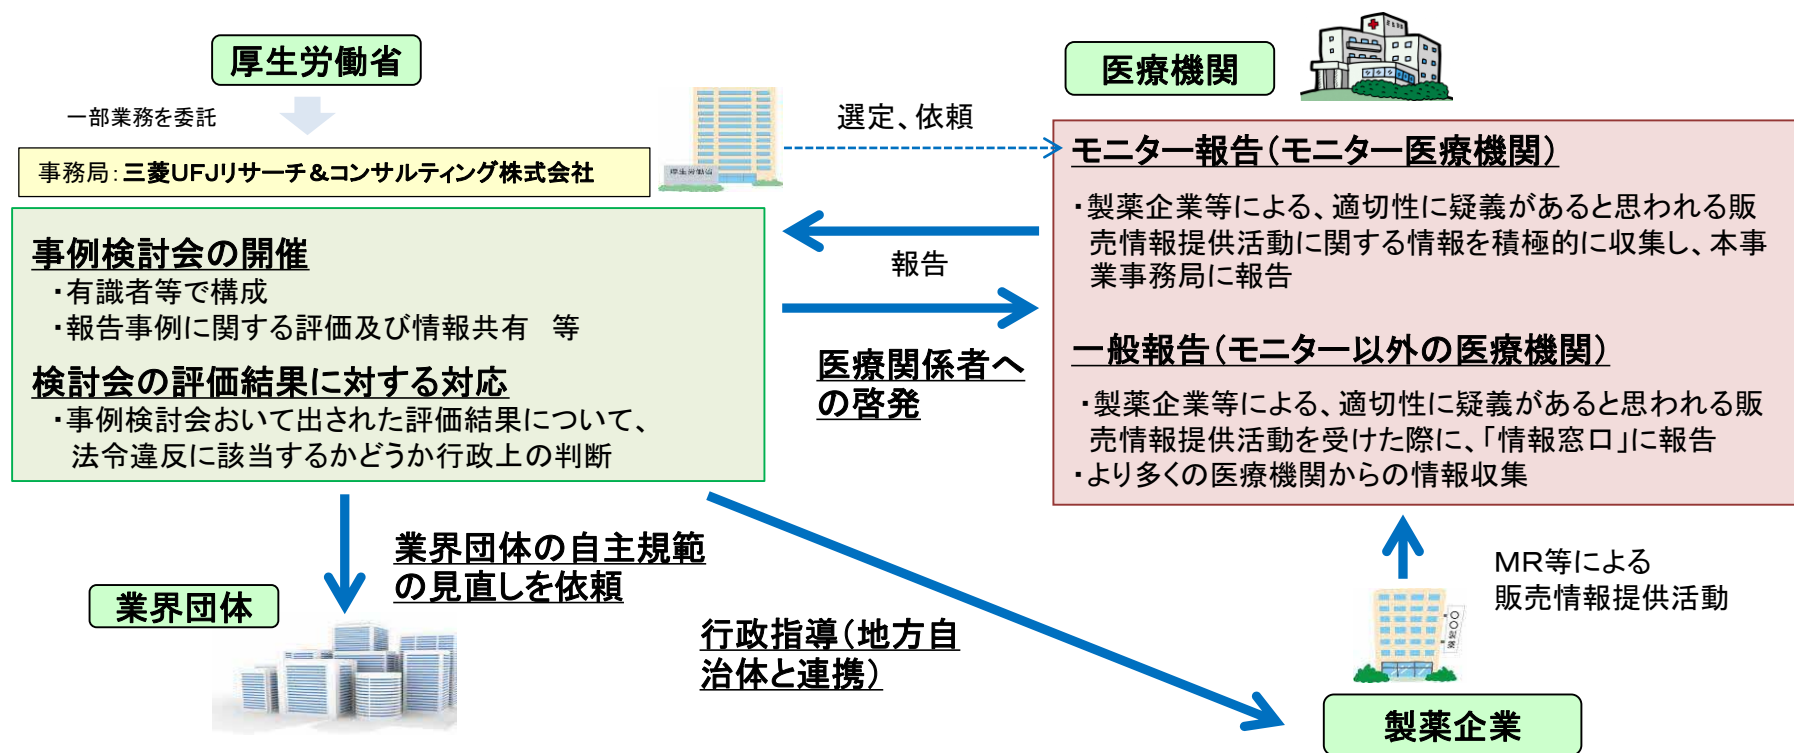 厚生労働省
一部業務を委託
事務局：三菱UFJリサーチ＆コンサルティング株式会社
厚生労働省
選定、依頼
医療機関
事例検討会の開催
・有識者等で構成
・報告事例に関する評価及び情報共有　等
検討会の評価結果に対する対応
・事例検討会おいて出された評価結果について、
法令違反に該当するかどうか行政上の判断
報告
医療関係者へ
の啓発
モニター報告（モニター医療機関）
・製薬企業等による、適切性に疑義があると思われる販
売情報提供活動に関する情報を積極的に収集し、本事
業事務局に報告
一般報告（モニター以外の医療機関）
・製薬企業等による、適切性に疑義があると思われる販
売情報提供活動を受けた際に、「情報窓口」に報告
・より多くの医療機関からの情報収集
業界団体の自主規範
の見直しを依頼
業界団体
行政指導（地方自
治体と連携）
MR等による
販売情報提供活動
製薬企業